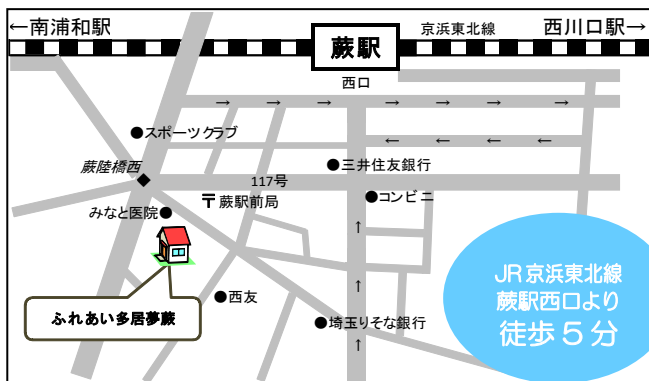 ←南浦和駅
蕨駅
京浜東北線
西川口駅→
西口
→ → → → → → →
●スポーツクラブ
← ← ← ←
●三井住友銀行
蕨陸橋西
117号
●コンビニ
〒蕨駅前局
みなと医院●
↑
JR京浜東北線
蕨駅西口より
徒歩5分
↑
●西友
ふれあい多居夢蕨
●埼玉りそな銀行
↑